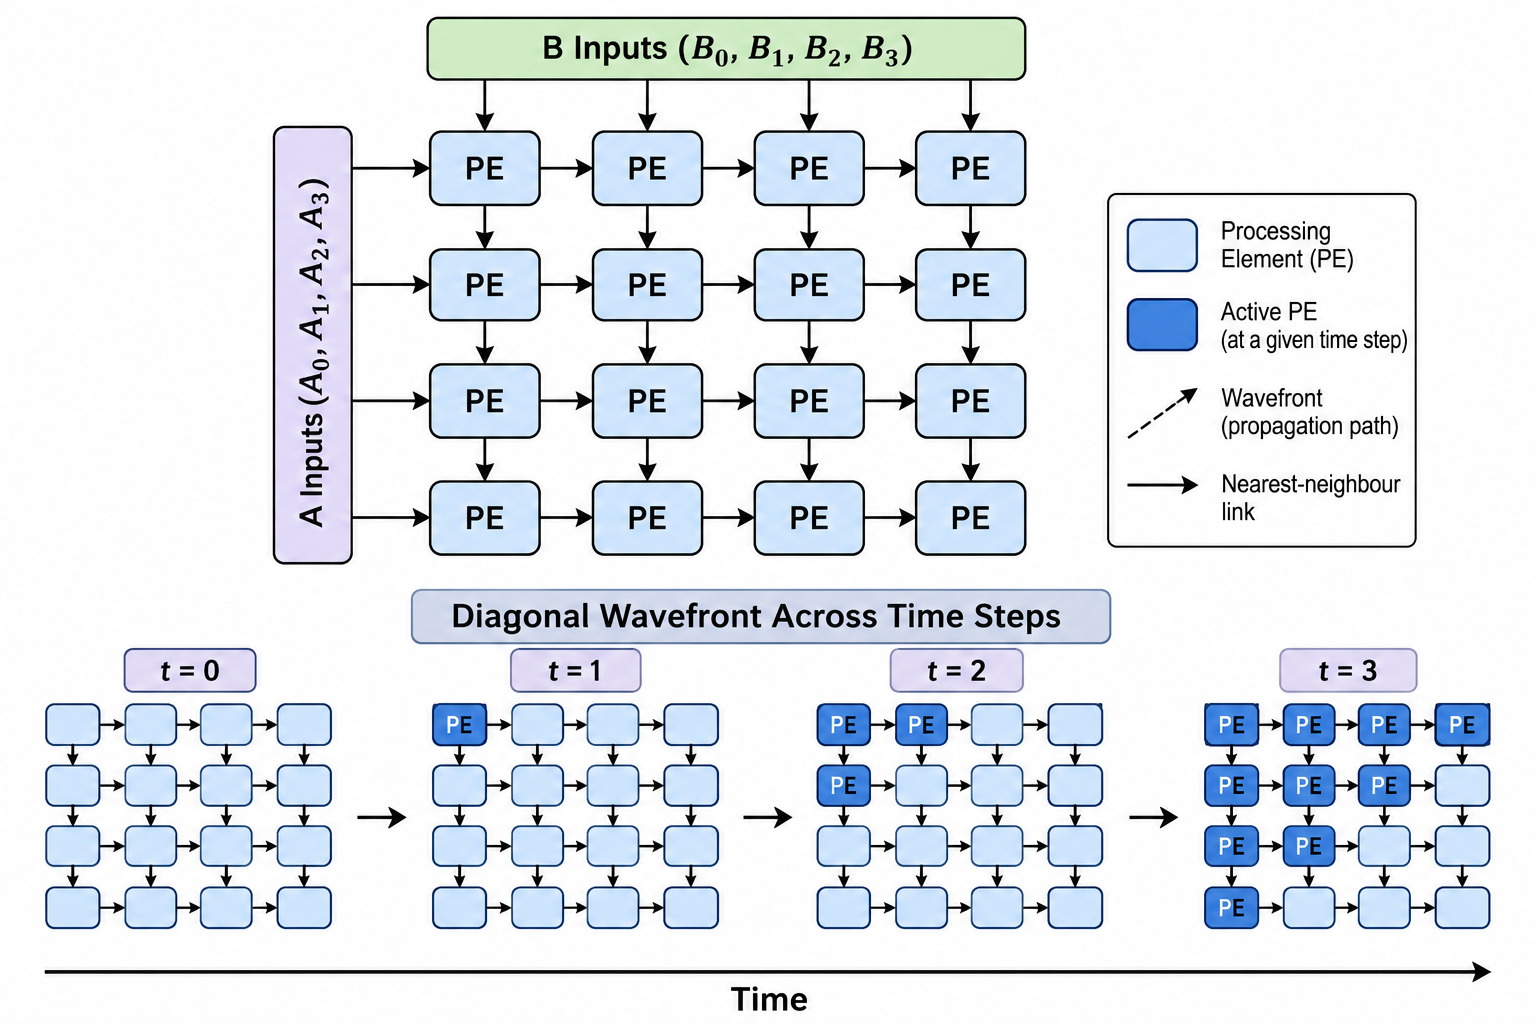 B Inputs (B₀, B₁, B₂, B₃)
A Inputs (A₀, A₁, A₂, A₃)
PE PE PE PE
PE PE PE PE
PE PE PE PE
PE PE PE PE
Processing
Element (PE)
Active PE
(at a given time step)
Wavefront
(propagation path)
Nearest-neighbour
link
Diagonal Wavefront Across Time Steps
t = 0
t = 1
PE
t = 2
PE PE
PE
t = 3
PE PE PE PE
PE PE PE
PE PE
PE
Time